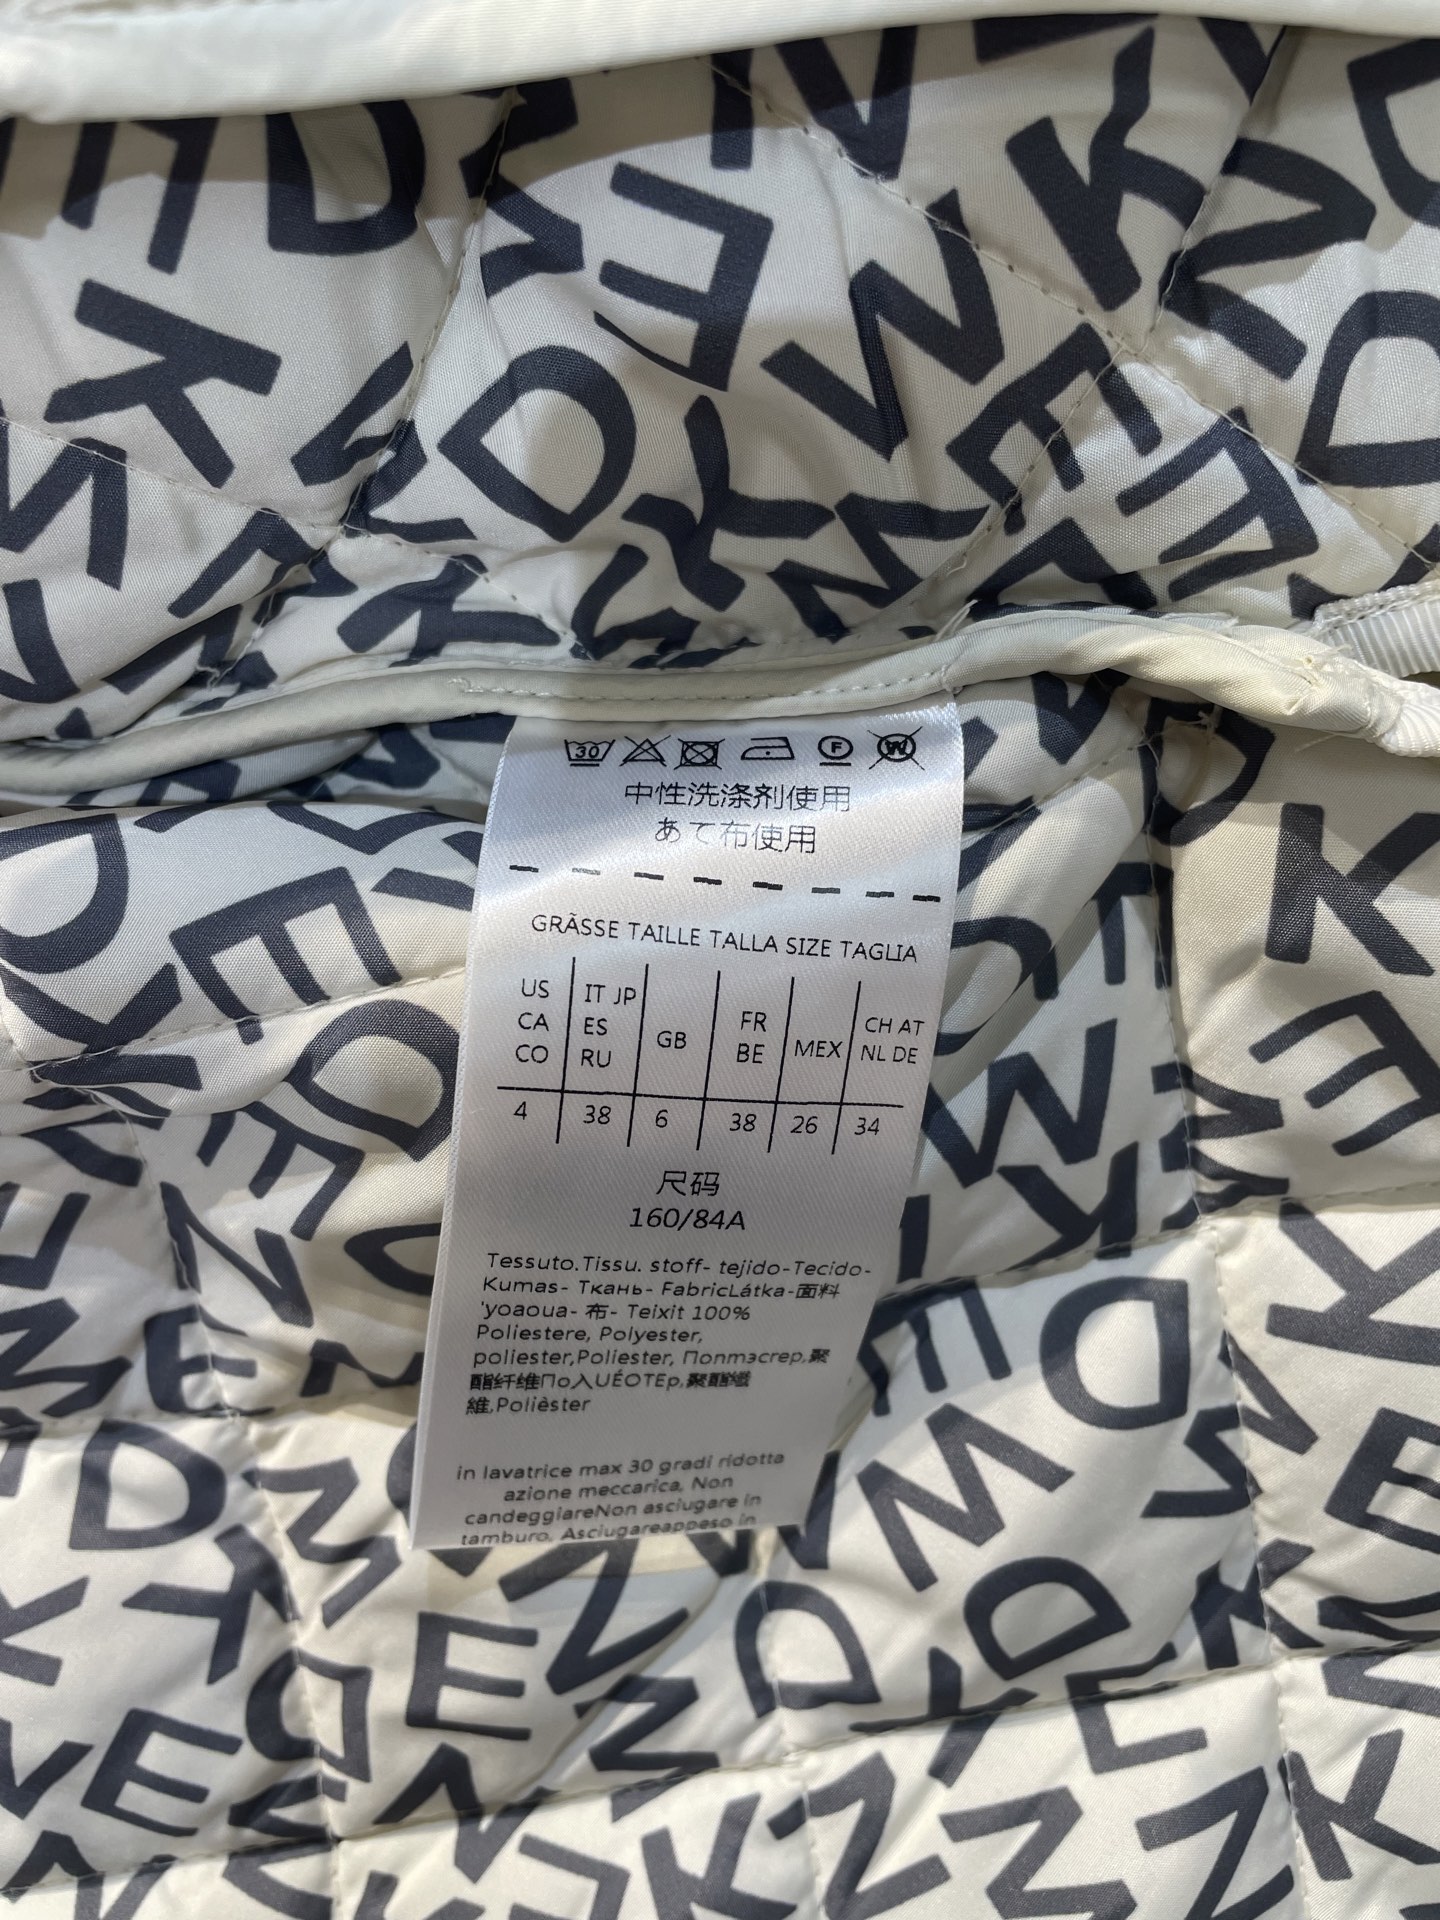 30 F W
中性洗涤剂使用
あて布使用
GRÃSSE TAILLE TALLA SIZE TAGLIA
US CA CO | IT JP ES RU | GB | FR BE | MEX | CH AT NL DE
4 | 38 | 6 | 38 | 26 | 34
尺码
160/84A
Tessuto.Tissu. stoff- tejido-Tecido-
Kumas- Ткань- FabricLátka-面料
'yoaoua- 布- Teixit 100%
Poliestere, Polyester,
poliester,Poliester, Полтэстер,聚
酯纤维По入UÉOTEp,聚酯纖
維,Polièster
in lavatrice max 30 gradi ridotta
azione meccarica, Non
candeggiareNon asciugare in
tamburo, Asciugareappeso in